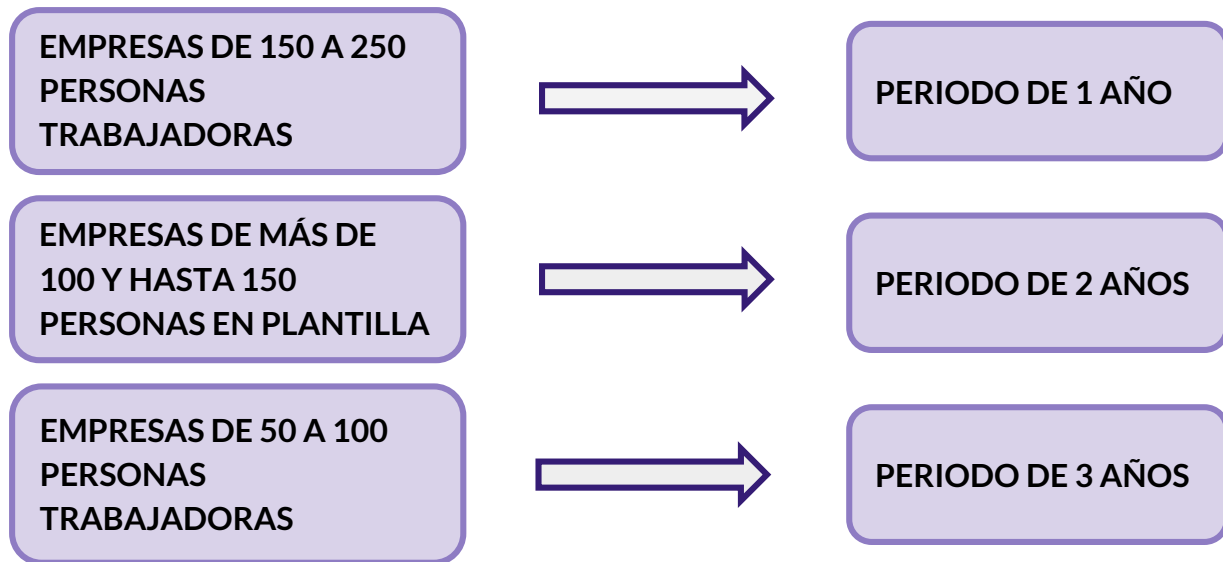 EMPRESAS DE 150 A 250
PERSONAS
TRABAJADORAS
PERIODO DE 1 AÑO
EMPRESAS DE MÁS DE
100 Y HASTA 150
PERSONAS EN PLANTILLA
PERIODO DE 2 AÑOS
EMPRESAS DE 50 A 100
PERSONAS
TRABAJADORAS
PERIODO DE 3 AÑOS